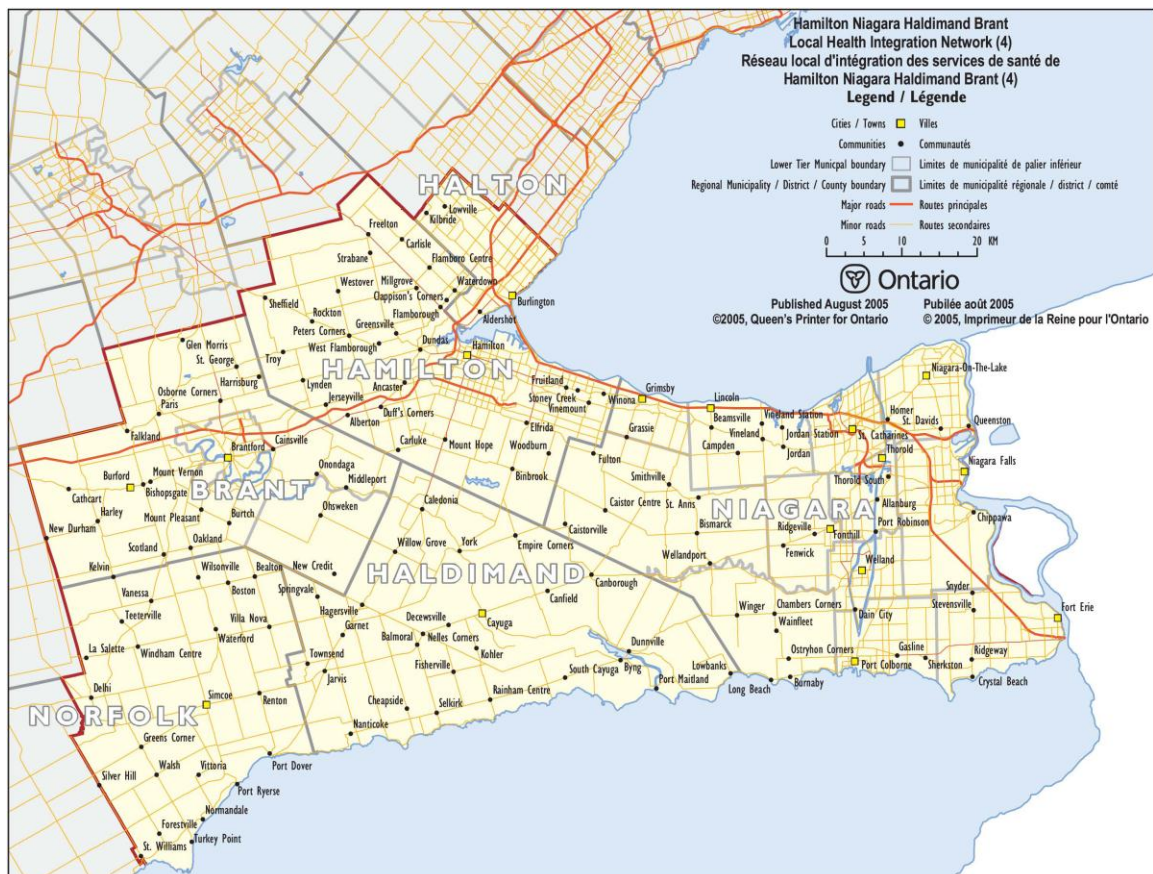 Hamilton Niagara Haldimand Brant
Local Health Integration Network (4)
Réseau local d'intégration des services de santé de
Hamilton Niagara Haldimand Brant (4)
Legend / Légende
Cities / Towns Villes
Communities Communautés
Lower Tier Municpal boundary Limites de municipalité de palier inférieur
Regional Municipality / District / County boundary Limites de municipalité régionale / district / comté
Major roads Routes principales
Minor roads Routes secondaires
0 5 10 20 KM
Ontario
Published August 2005 Pubilée août 2005
©2005, Queen's Printer for Ontario © 2005, Imprimeur de la Reine pour l'Ontario
HALTON
Lowville
Kilbride
Freelton
Carlisle
Strabane
Flamboro Centre
Westover
Millgrove
Waterdown
Clappison's Corners
Burlington
Sheffield
Flamborough
Aldershot
Rockton
Greensville
Peters Corners
Glen Morris
West Flamborough
Dundas
Hamilton
St. George
Troy
HAMILTON
Niagara-On-The-Lake
Harrisburg
Lynden
Ancaster
Fruitland
Grimsby
Osborne Corners
Stoney Creek
Winona
Lincoln
Paris
Jerseyville
Duff's Corners
Vinemount
Beamsville
Vineland Station
Homer
St. Davids
Queenston
Alberton
Elfrida
Grassie
Vineland
Jordan Station
St. Catharines
Falkland
Cainsville
Carluke
Mount Hope
Woodburn
Campden
Jordan
Thorold
Brantford
Fulton
Burford
Mount Vernon
Onondaga
Binbrook
Smithville
Thorold South
Niagara Falls
Bishopsgate
BRANT
Middleport
Cathcart
Caledonia
Caistor Centre
St. Anns
NIAGARA
Allanburg
Harley
Mount Pleasant
Burtch
Ohsweken
Chippawa
New Durham
Caistorville
Bismarck
Ridgeville
Fonthill
Port Robinson
Scotland
Oakland
Willow Grove
York
Empire Corners
Wellandport
Fenwick
Kelvin
Wilsonville
Bealton
New Credit
HALDIMAND
Canborough
Welland
Boston
Springvale
Canfield
Snyder
Vanessa
Hagersville
Winger
Chambers Corners
Stevensville
Teeterville
Villa Nova
Garnet
Decewsville
Cayuga
Wainfleet
Dain City
Fort Erie
Waterford
Balmoral
Nelles Corners
La Salette
Windham Centre
Townsend
Kohler
Dunnville
Ostryhon Corners
Gasline
Ridgeway
Fisherville
South Cayuga
Byng
Lowbanks
Port Colborne
Sherkston
Delhi
Simcoe
Jarvis
Port Maitland
Long Beach
Burnaby
Crystal Beach
Renton
Cheapside
Selkirk
Rainham Centre
NORFOLK
Nanticoke
Greens Corner
Port Dover
Silver Hill
Walsh
Vittoria
Port Ryerse
Normandale
Forestville
Turkey Point
St. Williams